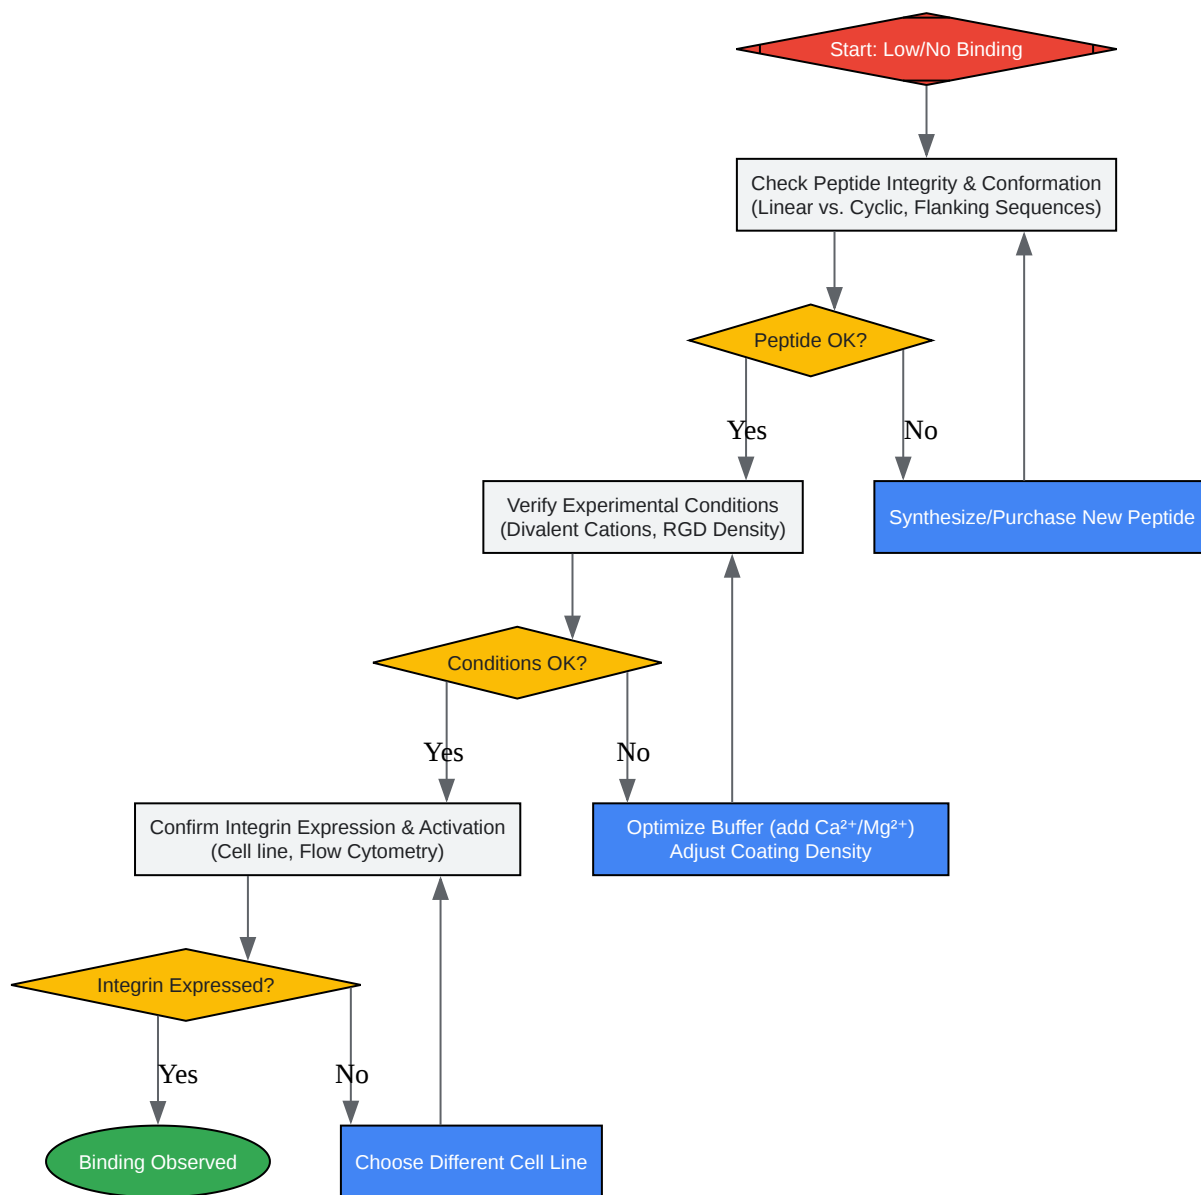 Start: Low/No Binding
Check Peptide Integrity & Conformation
(Linear vs. Cyclic, Flanking Sequences)
Peptide OK?
Yes
No
Verify Experimental Conditions
(Divalent Cations, RGD Density)
Synthesize/Purchase New Peptide
Conditions OK?
Yes
No
Confirm Integrin Expression & Activation
(Cell line, Flow Cytometry)
Optimize Buffer (add Ca²⁺/Mg²⁺)
Adjust Coating Density
Integrin Expressed?
Yes
No
Binding Observed
Choose Different Cell Line